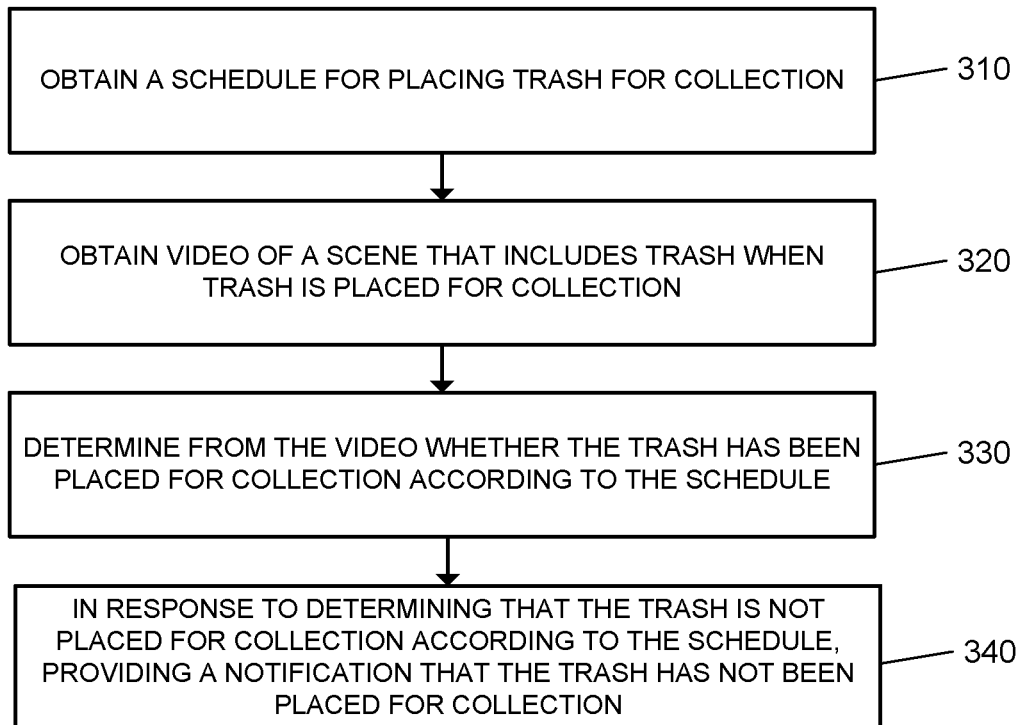 OBTAIN A SCHEDULE FOR PLACING TRASH FOR COLLECTION
310
OBTAIN VIDEO OF A SCENE THAT INCLUDES TRASH WHEN
TRASH IS PLACED FOR COLLECTION
320
DETERMINE FROM THE VIDEO WHETHER THE TRASH HAS BEEN
PLACED FOR COLLECTION ACCORDING TO THE SCHEDULE
330
IN RESPONSE TO DETERMINING THAT THE TRASH IS NOT
PLACED FOR COLLECTION ACCORDING TO THE SCHEDULE,
PROVIDING A NOTIFICATION THAT THE TRASH HAS NOT BEEN
PLACED FOR COLLECTION
340